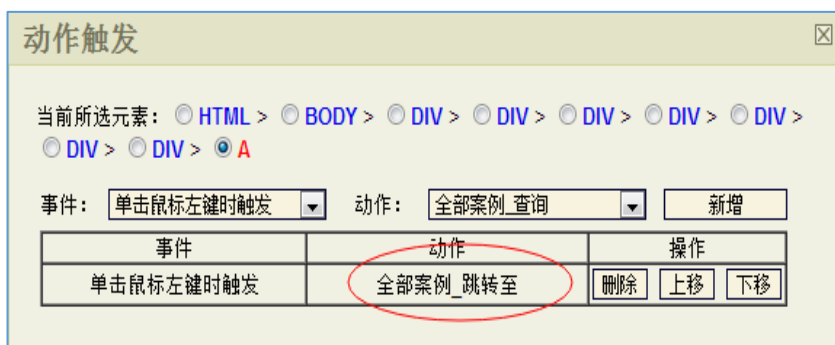 动作触发
当前所选元素: HTML > BODY > DIV > DIV > DIV > DIV > DIV >
DIV > DIV > A
事件: 单击鼠标左键时触发 动作: 全部案例_查询 新增
事件 动作 操作
单击鼠标左键时触发 全部案例_跳转至 删除 上移 下移